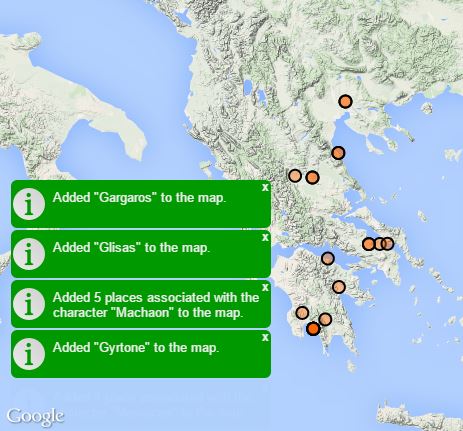 x
Added "Gargaros" to the map.
x
Added "Glisas" to the map.
x
Added 5 places associated with the
character "Machaon" to the map.
x
Added "Gyrtone" to the map.
Google